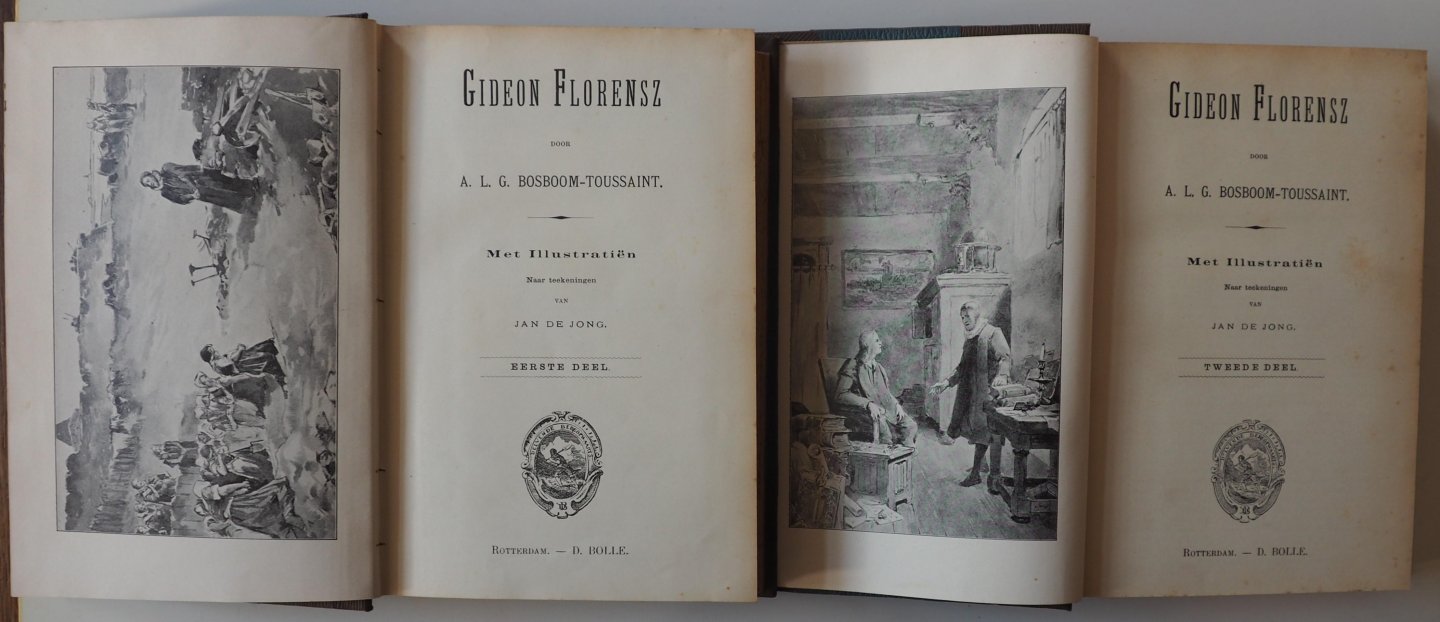 GIDEON FLORENSZ
DOOR
A. L. G. BOSBOOM-TOUSSAINT.
Met Illustratiën
Naar teekeningen
VAN
JAN DE JONG.
EERSTE DEEL.
ROTTERDAM. — D. BOLLE.
GIDEON FLORENSZ
DOOR
A. L. G. BOSBOOM-TOUSSAINT.
Met Illustratiën
Naar teekeningen
VAN
JAN DE JONG.
TWEEDE DEEL.
ROTTERDAM. — D. BOLLE.